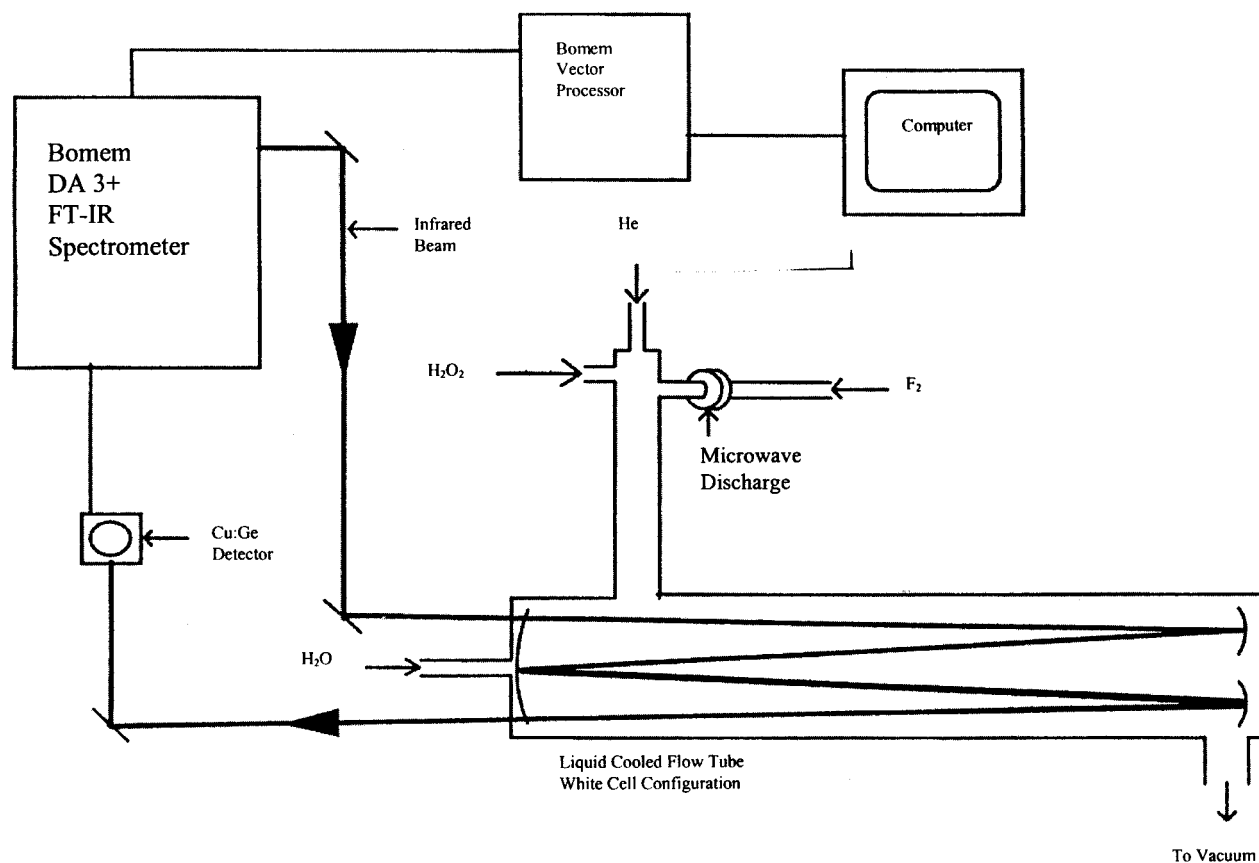 Bomem
Vector
Processor
Computer
Bomem
DA 3+
FT-IR
Spectrometer
Infrared
Beam
He
H₂O₂
F₂
Microwave
Discharge
Cu:Ge
Detector
H₂O
Liquid Cooled Flow Tube
White Cell Configuration
To Vacuum